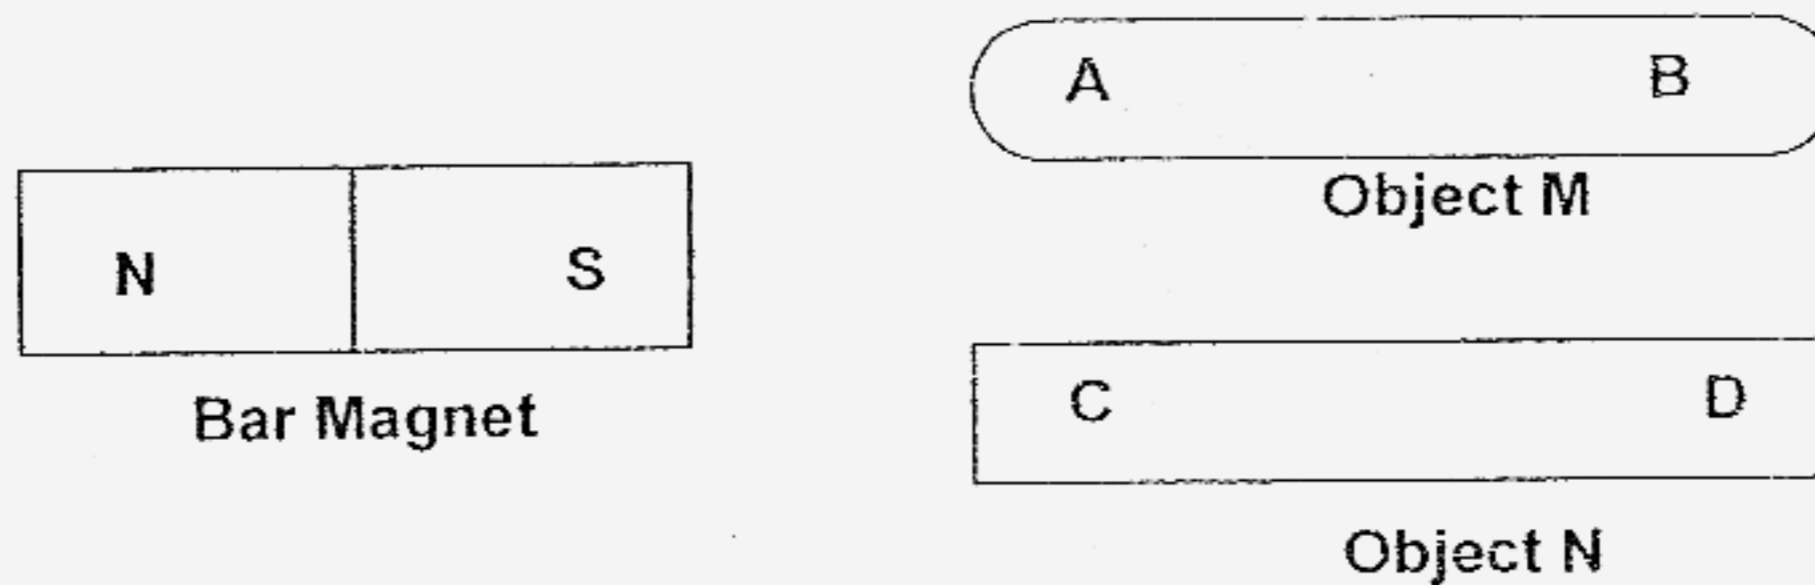 A B
Object M
N S
Bar Magnet
C D
Object N